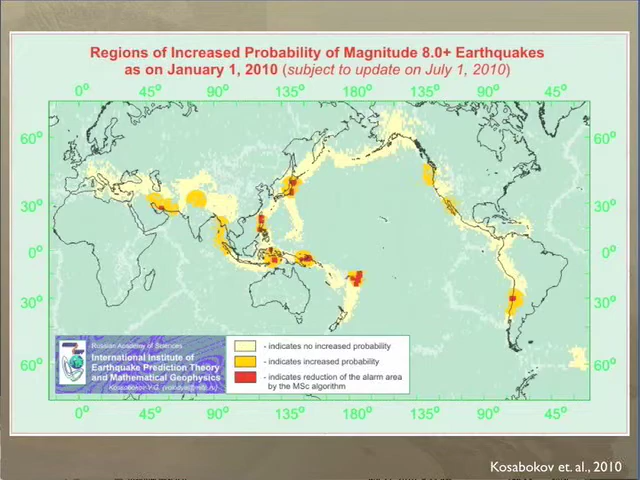 Regions of Increased Probability of Magnitude 8.0+ Earthquakes
as on January 1, 2010 (subject to update on July 1, 2010)
0° 45° 90° 135° 180° 135° 90° 45°
60° 60°
30° 30°
0° 0°
30° 30°
60° 60°
Russian Academy of Sciences
International Institute of
Earthquake Prediction Theory
and Mathematical Geophysics
- indicates no increased probability
- indicates increased probability
- indicates reduction of the alarm area
by the MSc algorithm
0° 45° 90° 135° 180° 135° 90° 45°
Kosabokov et. al., 2010